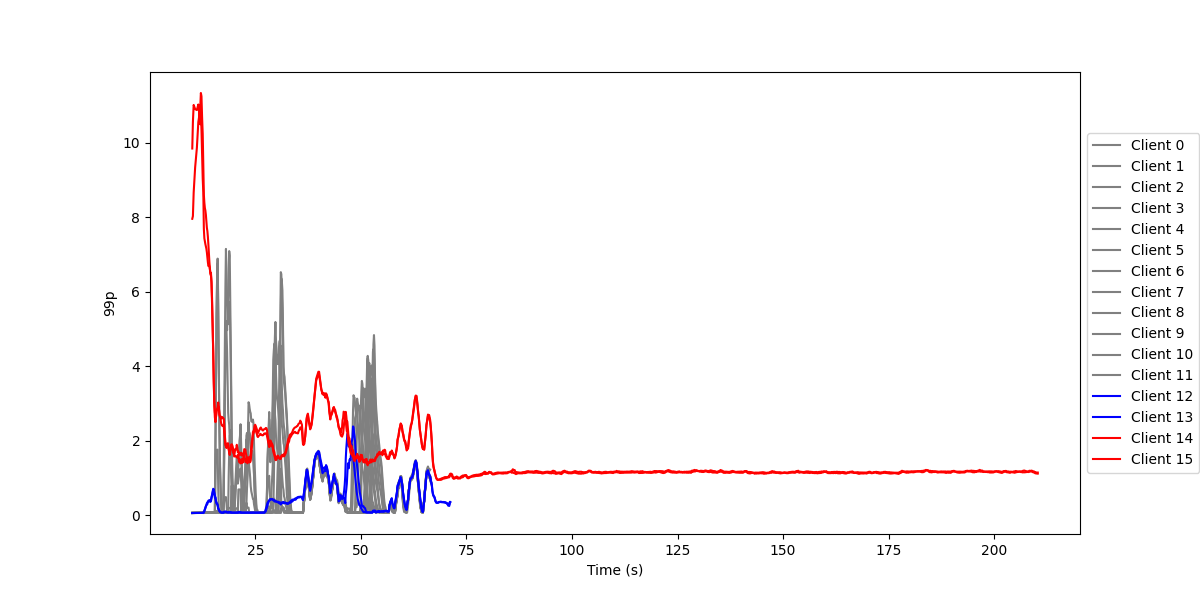 99p
10
8
6
4
2
0
25 50 75 100 125 150 175 200
Time (s)
Client 0
Client 1
Client 2
Client 3
Client 4
Client 5
Client 6
Client 7
Client 8
Client 9
Client 10
Client 11
Client 12
Client 13
Client 14
Client 15